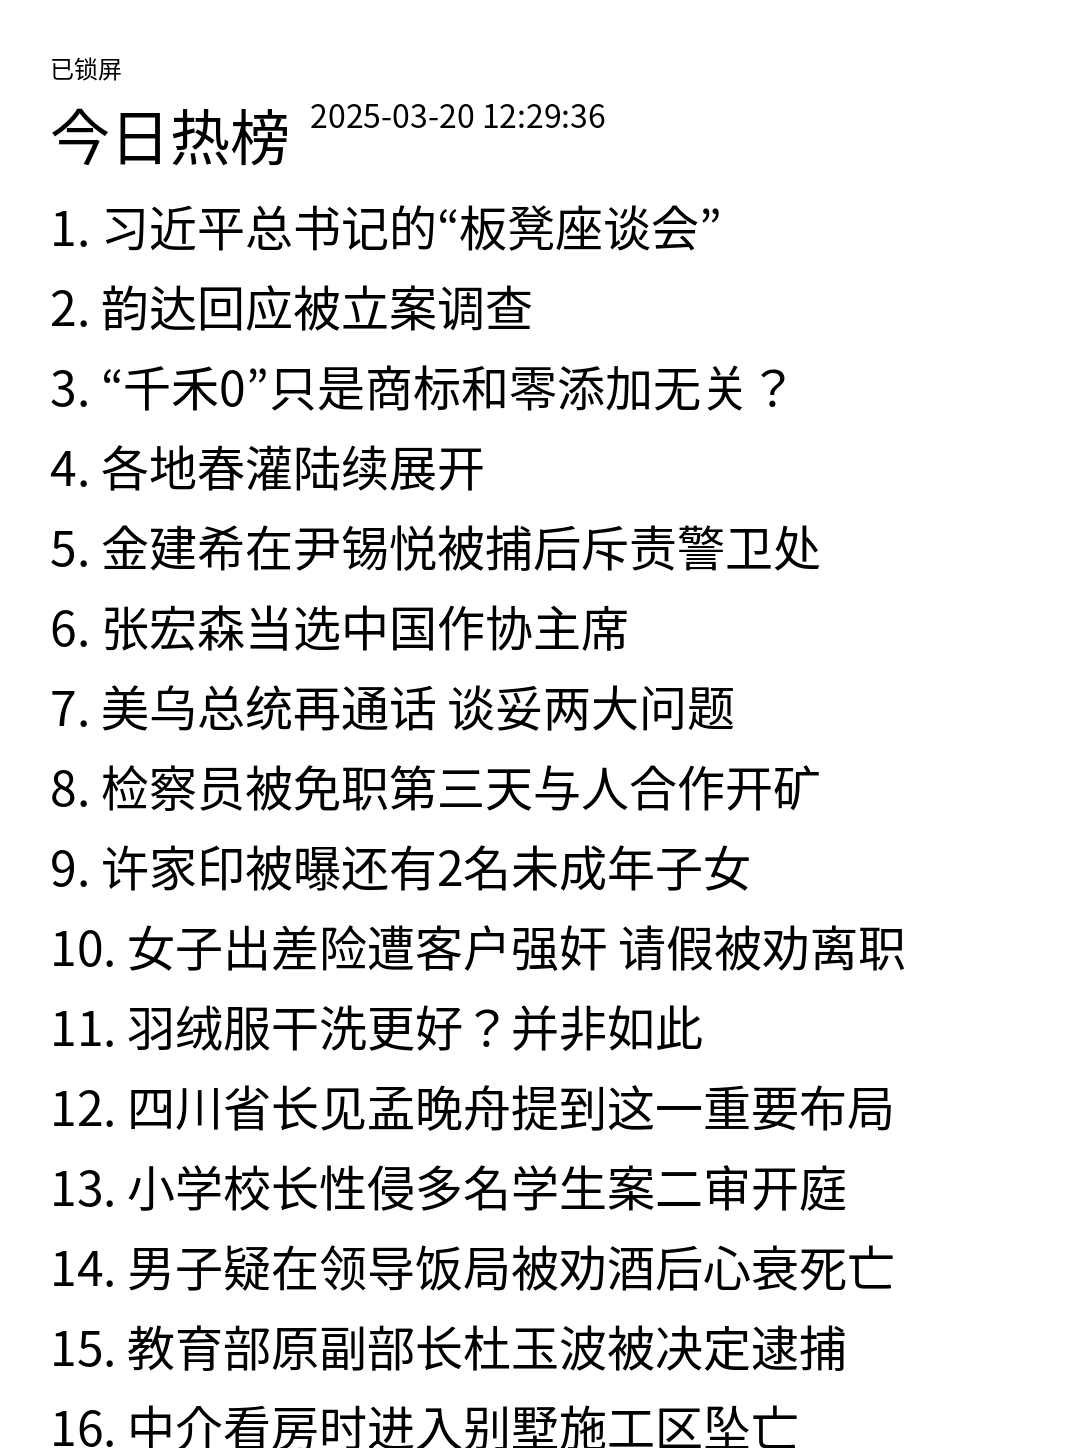 已锁屏
今日热榜 2025-03-20 12:29:36
1. 习近平总书记的“板凳座谈会”
2. 韵达回应被立案调查
3. “千禾0”只是商标和零添加无关？
4. 各地春灌陆续展开
5. 金建希在尹锡悦被捕后斥责警卫处
6. 张宏森当选中国作协主席
7. 美乌总统再通话 谈妥两大问题
8. 检察员被免职第三天与人合作开矿
9. 许家印被曝还有2名未成年子女
10. 女子出差险遭客户强奸 请假被劝离职
11. 羽绒服干洗更好？并非如此
12. 四川省长见孟晚舟提到这一重要布局
13. 小学校长性侵多名学生案二审开庭
14. 男子疑在领导饭局被劝酒后心衰死亡
15. 教育部原副部长杜玉波被决定逮捕
16. 中介看房时进入别墅施工区坠亡